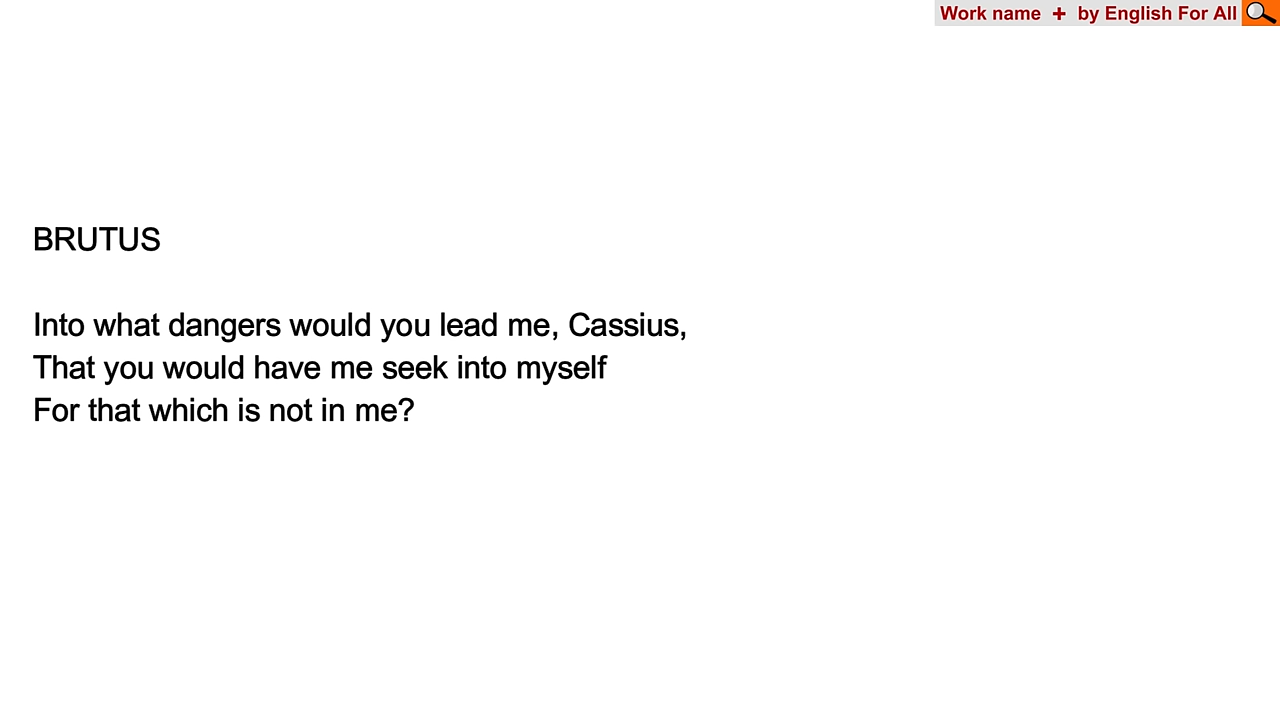 Work name + by English For All
BRUTUS
Into what dangers would you lead me, Cassius,
That you would have me seek into myself
For that which is not in me?